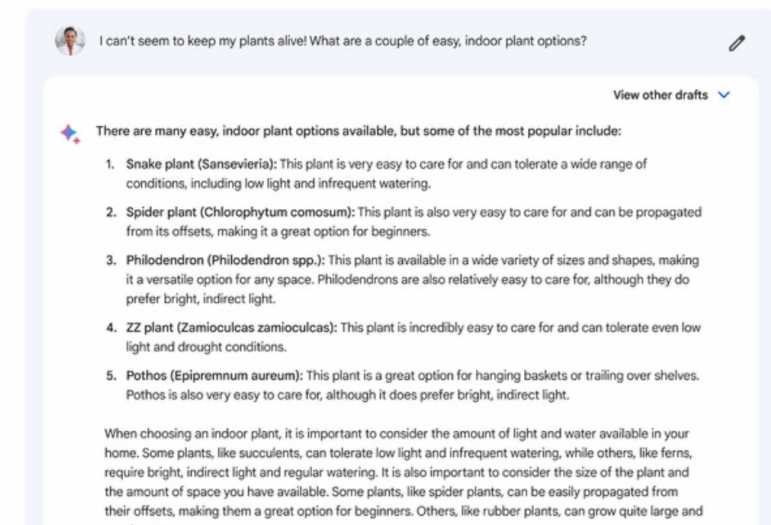 I can't seem to keep my plants alive! What are a couple of easy, indoor plant options?
View other drafts
There are many easy, indoor plant options available, but some of the most popular include:
1. Snake plant (Sansevieria): This plant is very easy to care for and can tolerate a wide range of
conditions, including low light and infrequent watering.
2. Spider plant (Chlorophytum comosum): This plant is also very easy to care for and can be propagated
from its offsets, making it a great option for beginners.
3. Philodendron (Philodendron spp.): This plant is available in a wide variety of sizes and shapes, making
it a versatile option for any space. Philodendrons are also relatively easy to care for, although they do
prefer bright, indirect light.
4. ZZ plant (Zamioculcas zamioculcas): This plant is incredibly easy to care for and can tolerate even low
light and drought conditions.
5. Pothos (Epipremnum aureum): This plant is a great option for hanging baskets or trailing over shelves.
Pothos is also very easy to care for, although it does prefer bright, indirect light.
When choosing an indoor plant, it is important to consider the amount of light and water available in your
home. Some plants, like succulents, can tolerate low light and infrequent watering, while others, like ferns,
require bright, indirect light and regular watering. It is also important to consider the size of the plant and
the amount of space you have available. Some plants, like spider plants, can be easily propagated from
their offsets, making them a great option for beginners. Others, like rubber plants, can grow quite large and